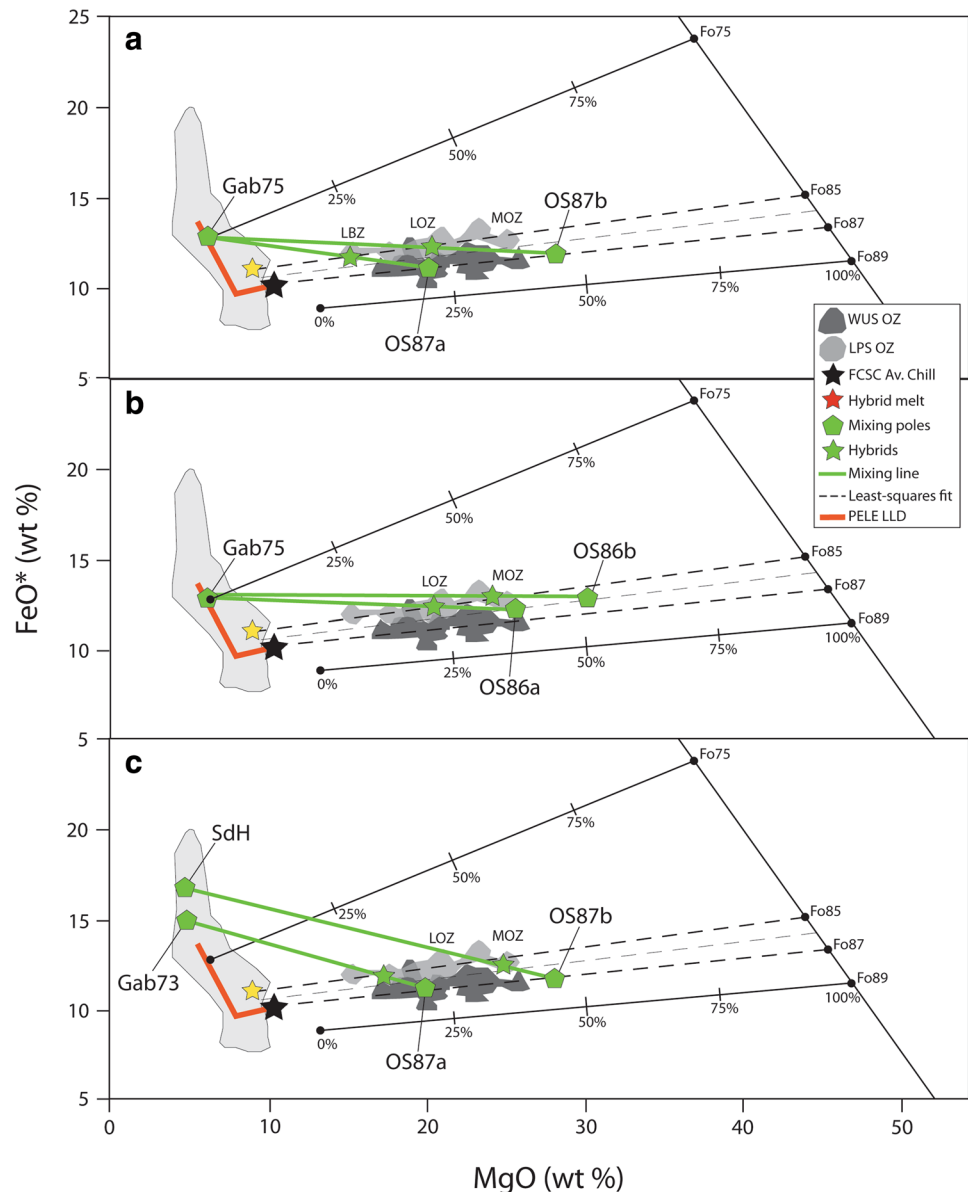 25
a
Fo75
20
75%
50%
25%
Gab75
15
Fo85
OS87b
MOZ
LOZ
LBZ
Fo87
Fo89
10
100%
75%
50%
25%
0%
OS87a
5
WUS OZ
LPS OZ
FCSC Av. Chill
Hybrid melt
Mixing poles
Hybrids
Mixing line
Least-squares fit
PELE LLD
b
Fo75
20
75%
50%
25%
Gab75
15
Fo85
OS86b
MOZ
LOZ
Fo87
Fo89
10
100%
75%
50%
25%
0%
OS86a
5
FeO* (wt %)
c
Fo75
20
SdH
75%
50%
25%
15
Fo85
OS87b
MOZ
LOZ
Fo87
Gab73
Fo89
10
100%
75%
50%
25%
0%
OS87a
5
0
10
20
30
40
50
MgO (wt %)